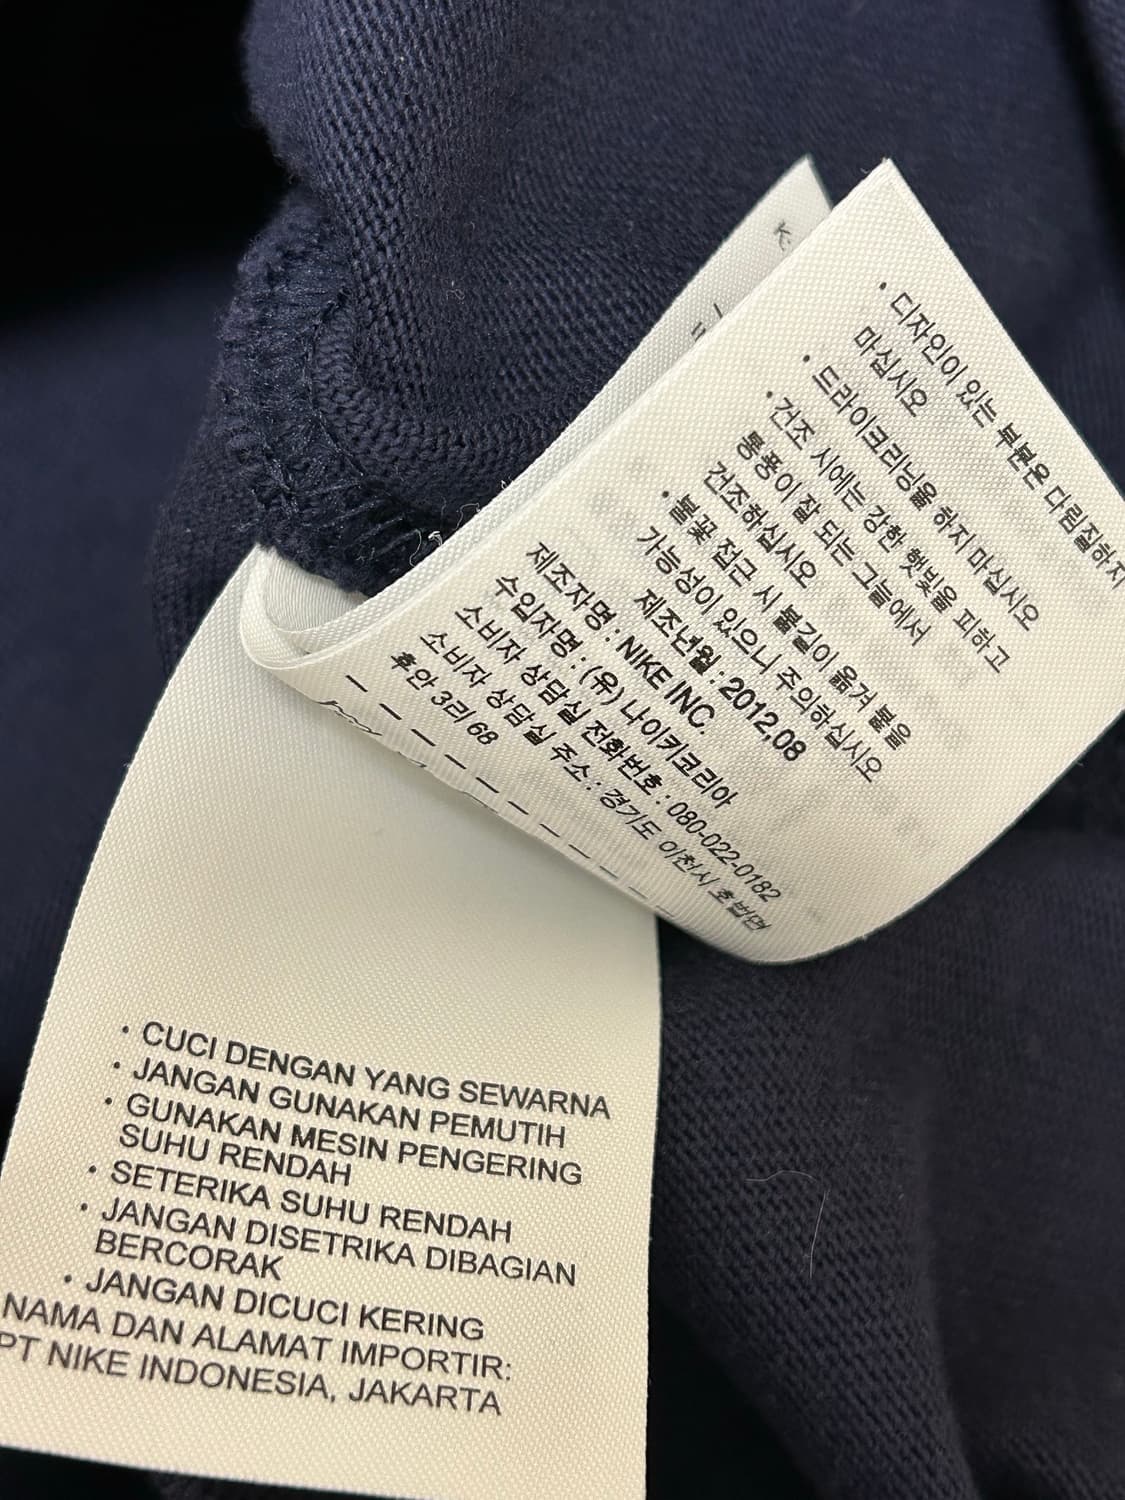 • 디자인이 있는 부분은 다림질하지
마십시오
• 드라이크리닝을 하지 마십시오
• 건조 시에는 강한 햇빛을 피하고
통풍이 잘 되는 그늘에서
건조하십시오
• 불꽃 접근 시 불길이 옮겨 붙을
가능성이 있으니 주의하십시오
제조년월 : 2012,08
제조자명 : NIKE INC.
수입자명 : (유) 나이키코리아
소비자 상담실 전화번호 : 080-022-0182
소비자 상담실 주소 : 경기도 이천시 호법면
후안 3리 68
• CUCI DENGAN YANG SEWARNA
• JANGAN GUNAKAN PEMUTIH
• GUNAKAN MESIN PENGERING
SUHU RENDAH
• SETERIKA SUHU RENDAH
• JANGAN DISETRIKA DIBAGIAN
BERCORAK
• JANGAN DICUCI KERING
NAMA DAN ALAMAT IMPORTIR:
PT NIKE INDONESIA, JAKARTA